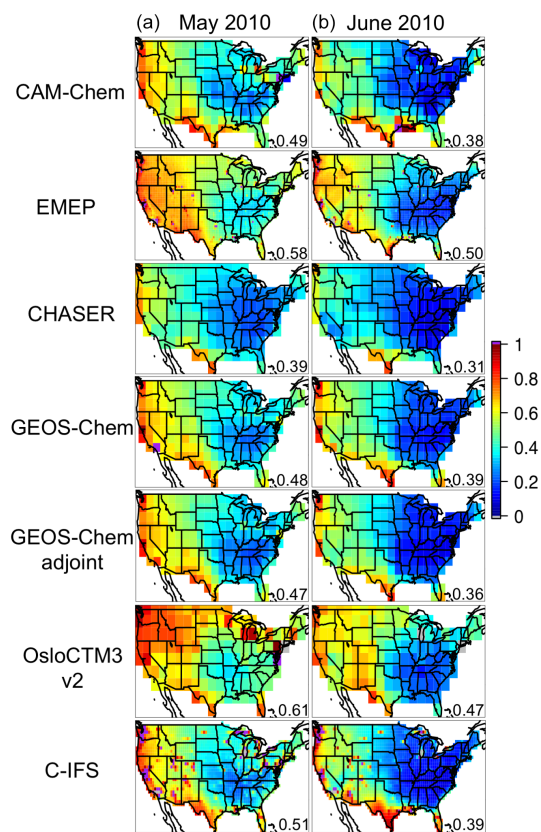 (a) May 2010 (b) June 2010
CAM-Chem
0.49
0.38
EMEP
0.58
0.50
CHASER
0.39
0.31
1
0.8
0.6
0.4
0.2
0
GEOS-Chem
0.48
0.39
GEOS-Chem
adjoint
0.47
0.36
OsloCTM3
v2
0.61
0.47
C-IFS
0.51
0.39